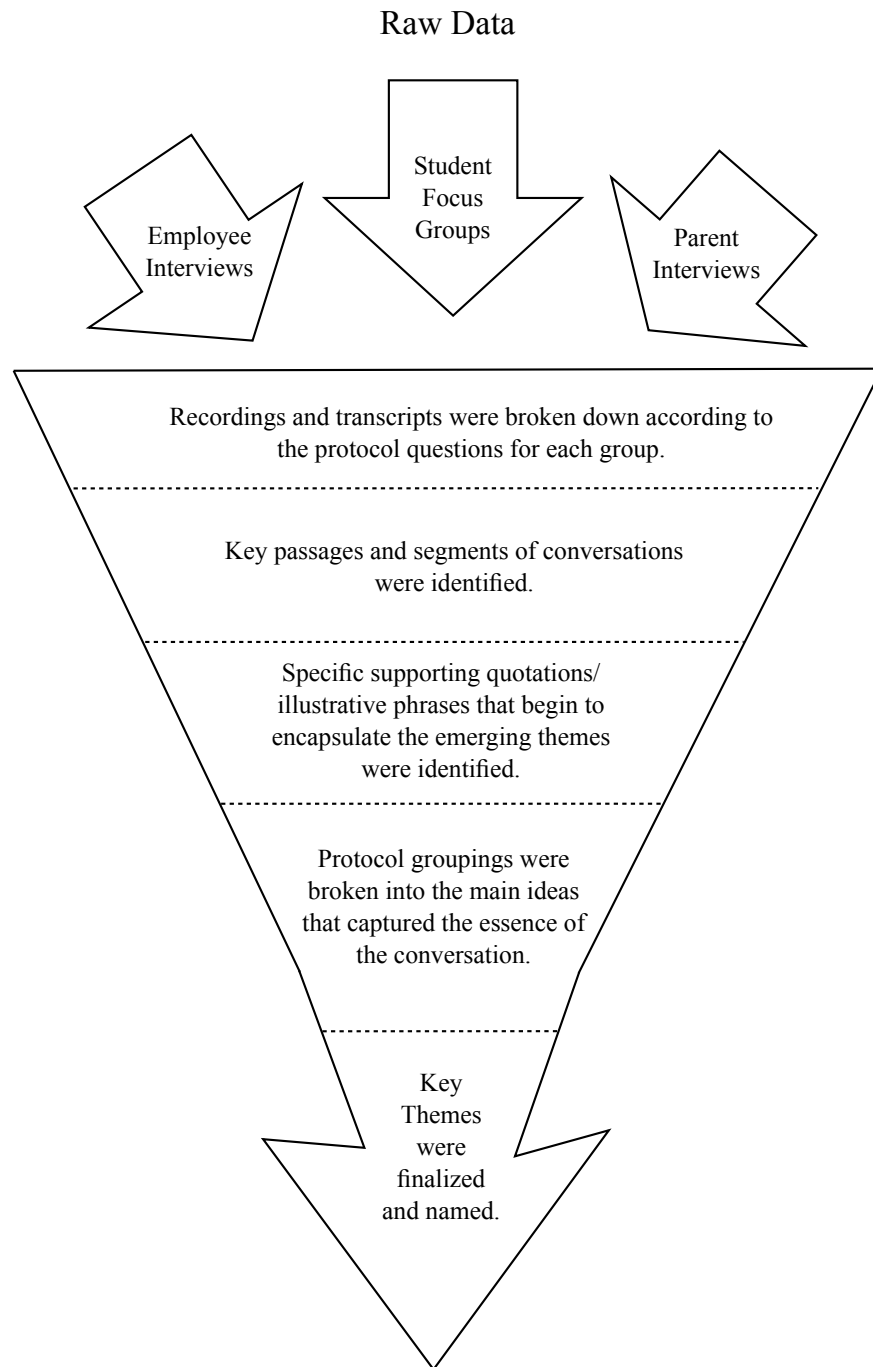 Raw Data
Employee
Interviews
Student
Focus
Groups
Parent
Interviews
Recordings and transcripts were broken down according to
the protocol questions for each group.
Key passages and segments of conversations
were identified.
Specific supporting quotations/
illustrative phrases that begin to
encapsulate the emerging themes
were identified.
Protocol groupings were
broken into the main ideas
that captured the essence of
the conversation.
Key
Themes
were
finalized
and named.